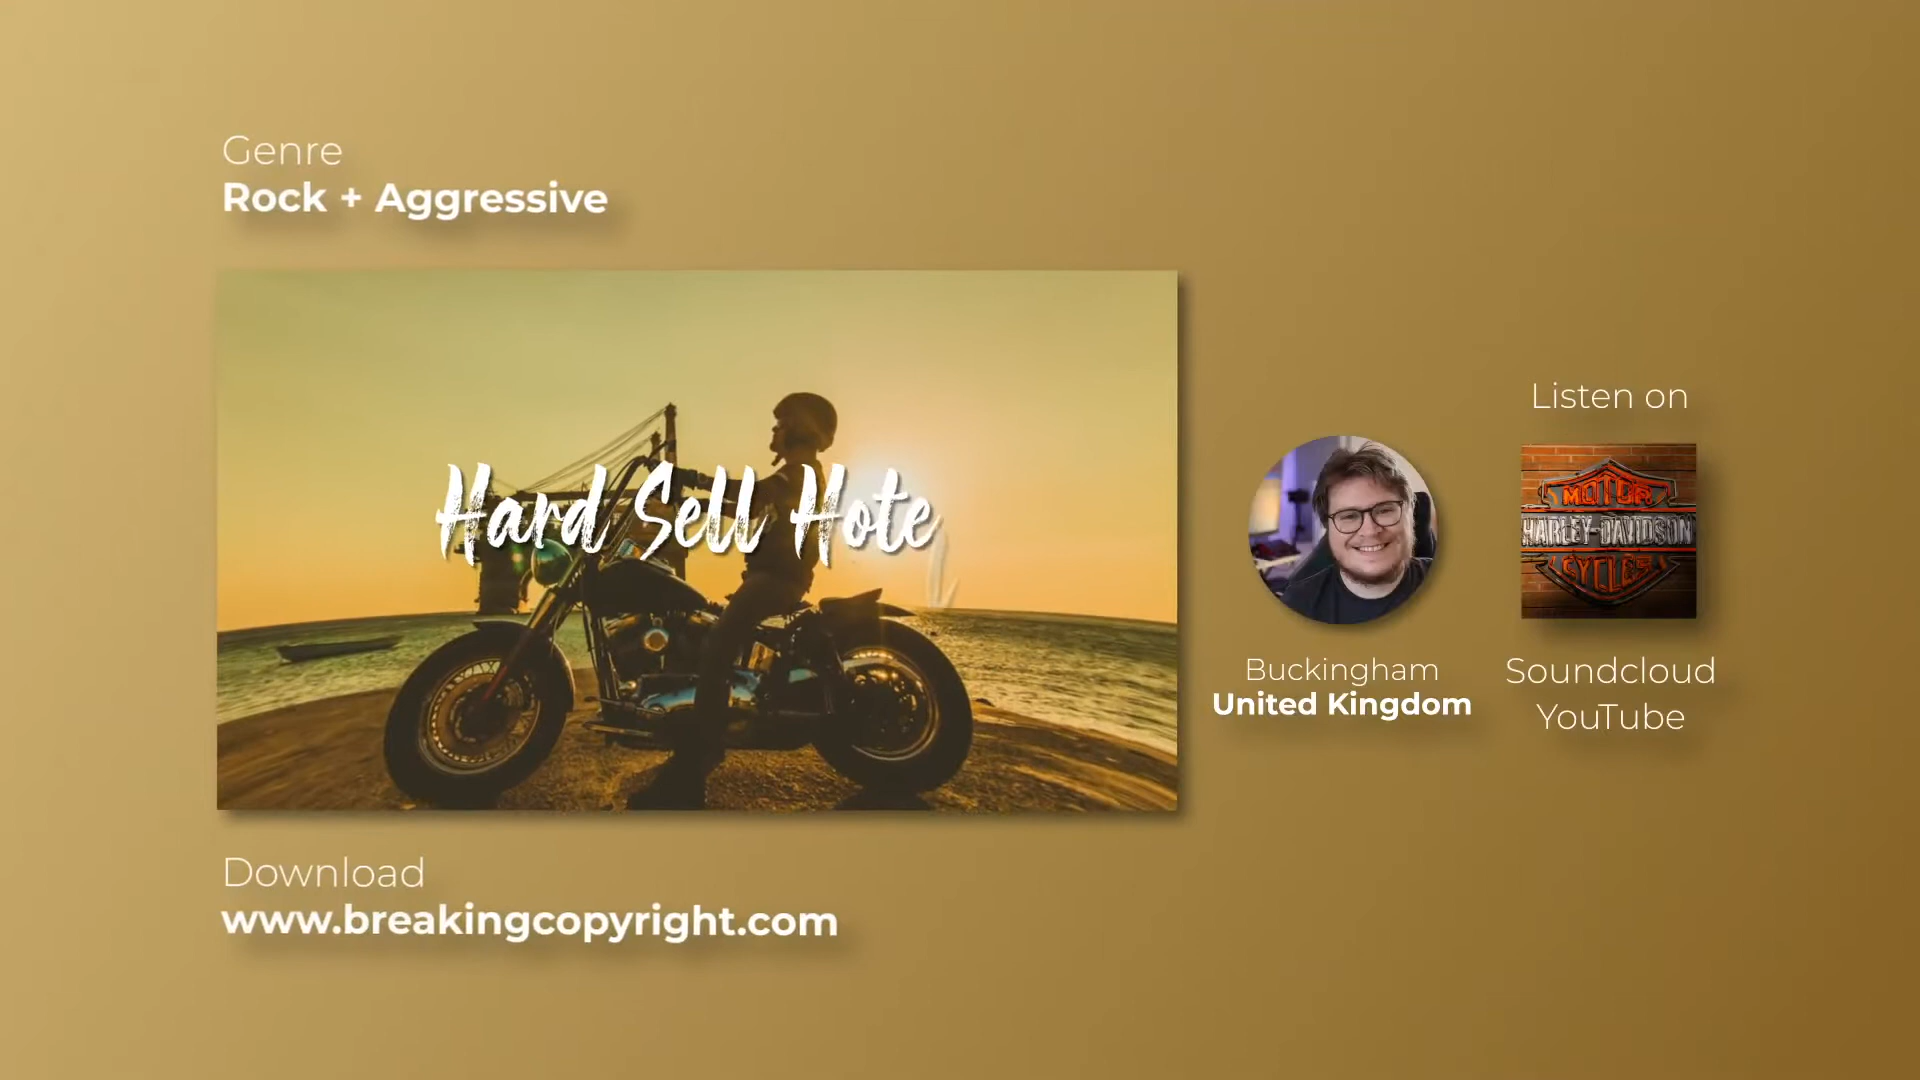 Genre
Rock + Aggressive
Hard Sell Hote
Listen on
MOTOR
HARLEY-DAVIDSON
CYCLES
Buckingham
United Kingdom
Soundcloud
YouTube
Download
www.breakingcopyright.com